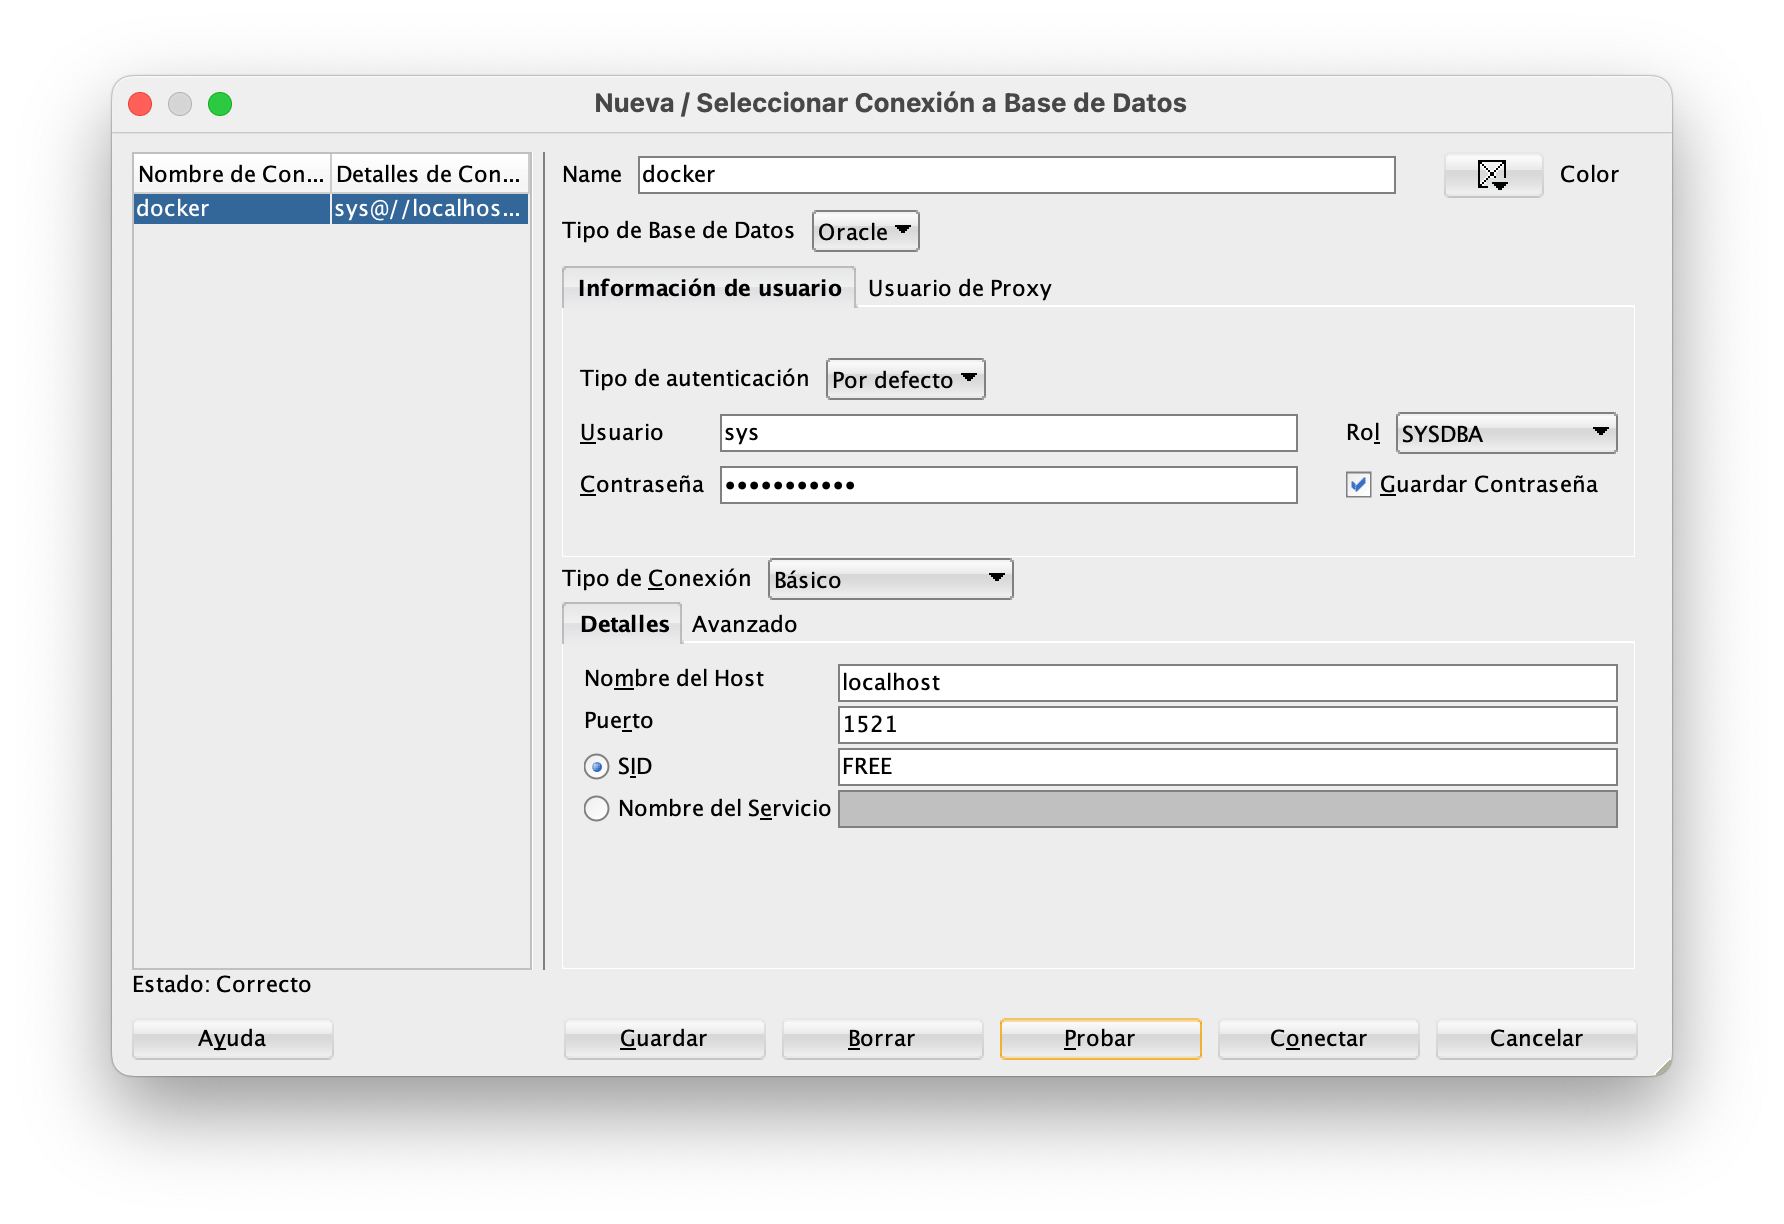 Nueva / Seleccionar Conexión a Base de Datos
Nombre de Con... Detalles de Con...
docker sys@//localhos...
Name docker Color
Tipo de Base de Datos Oracle
Información de usuario Usuario de Proxy
Tipo de autenticación Por defecto
Usuario sys Rol SYSDBA
Contraseña ••••••••••• Guardar Contraseña
Tipo de Conexión Básico
Detalles Avanzado
Nombre del Host localhost
Puerto 1521
SID FREE
Nombre del Servicio
Estado: Correcto
Ayuda Guardar Borrar Probar Conectar Cancelar